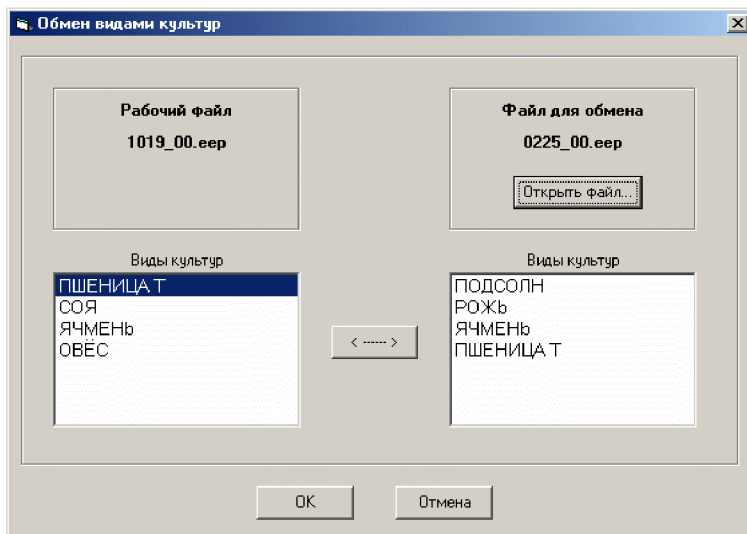 Обмен видами культур
Рабочий файл
1019_00.eep
Файл для обмена
0225_00.eep
Открыть файл...
Виды культур
ПШЕНИЦА Т
СОЯ
ЯЧМЕНЬ
ОВЁС
< ------ >
Виды культур
ПОДСОЛН
РОЖЬ
ЯЧМЕНЬ
ПШЕНИЦА Т
OK
Отмена